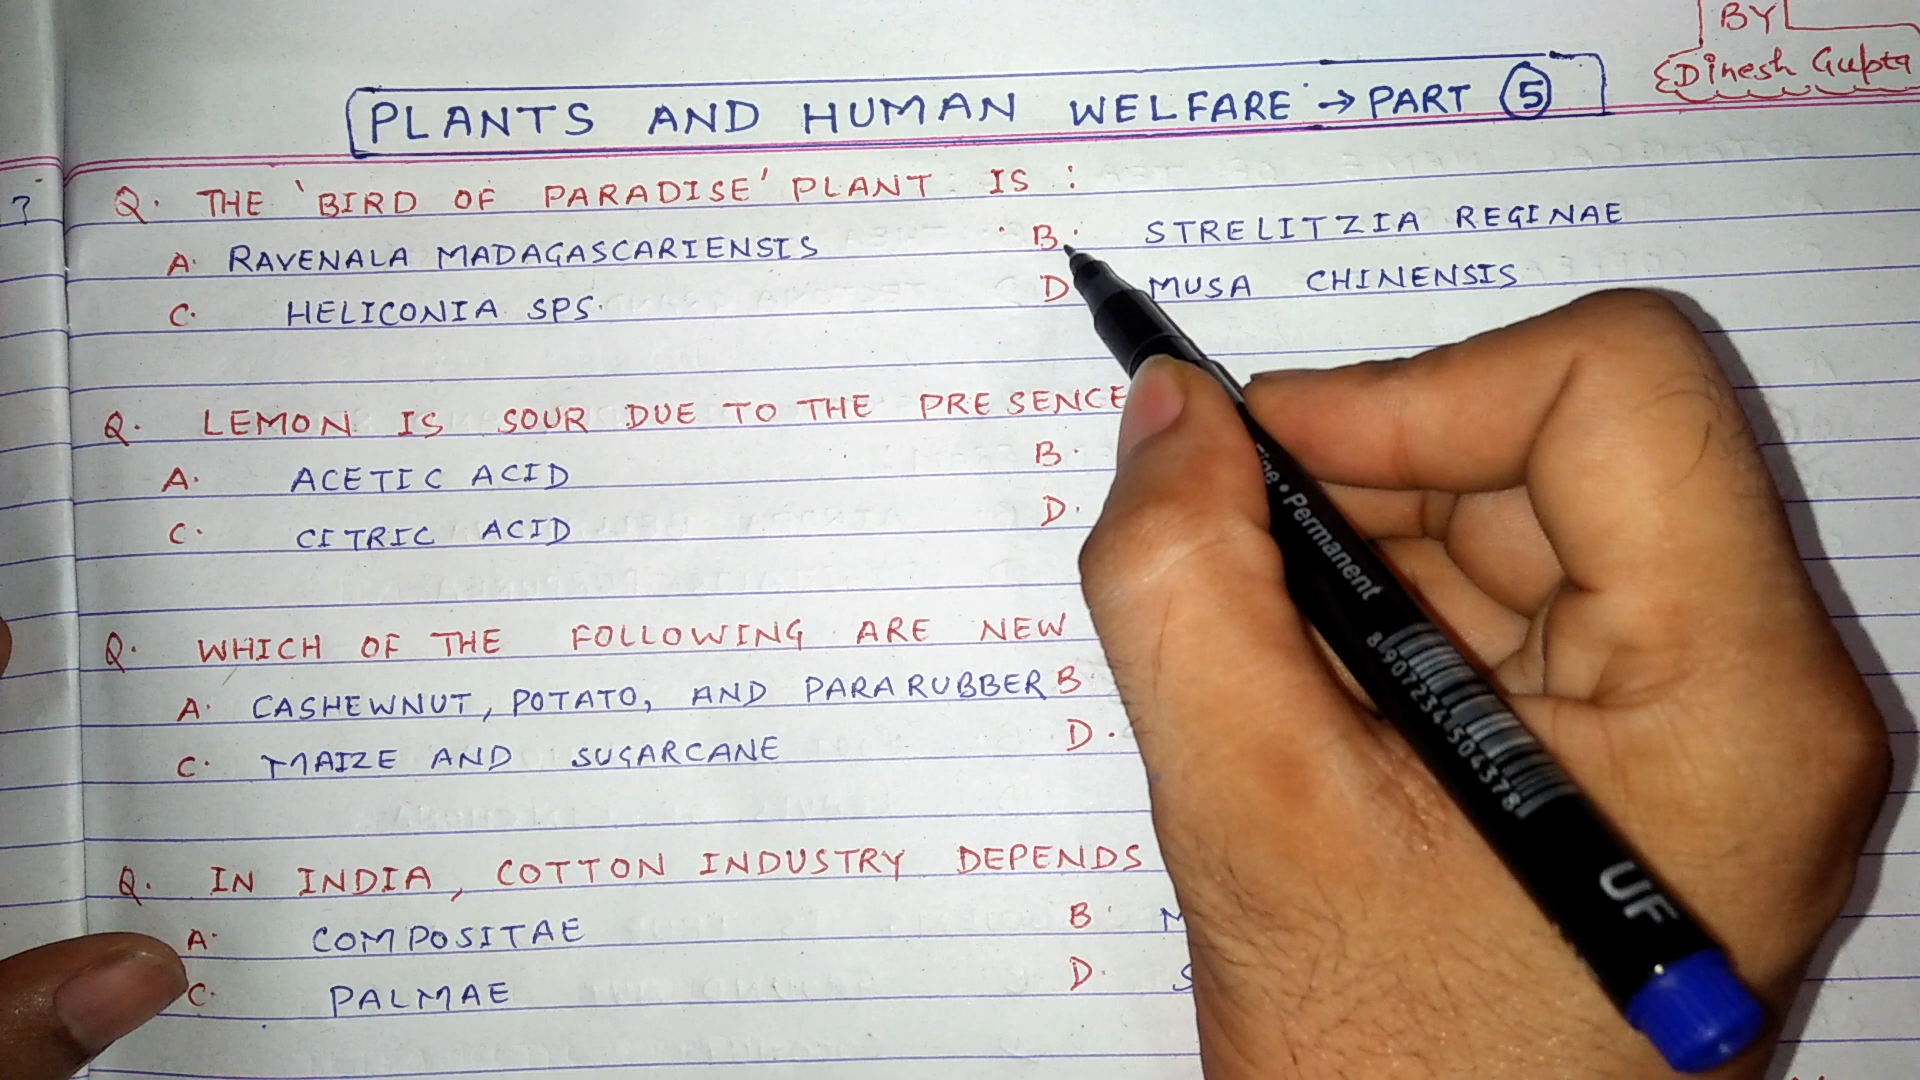 BY
Dinesh Gupta
PLANTS AND HUMAN WELFARE → PART 5
?
Q. THE 'BIRD OF PARADISE' PLANT IS :
A. RAVENALA MADAGASCARIENSIS B. STRELITZIA REGINAE
C. HELICONIA SPS. D MUSA CHINENSIS
Q. LEMON IS SOUR DUE TO THE PRESENCE
A. ACETIC ACID B.
C. CITRIC ACID D.
Q. WHICH OF THE FOLLOWING ARE NEW
A. CASHEWNUT, POTATO, AND PARARUBBER B.
C. MAIZE AND SUGARCANE D.
Q. IN INDIA, COTTON INDUSTRY DEPENDS
A. COMPOSITAE B. M
C. PALMAE D. S
Fine • Permanent
8907234504378
UF